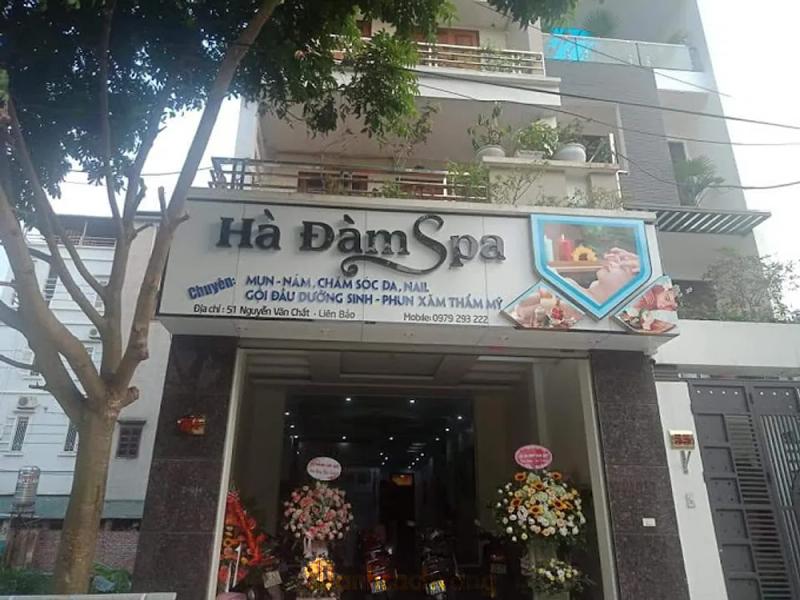 Hà Đàm Spa
Chuyên: MỤN - NÁM, CHĂM SÓC DA, NAIL
GỘI ĐẦU DƯỠNG SINH - PHUN XĂM THẨM MỸ
Địa chỉ : 51 Nguyễn Văn Chất - Liên Bảo
Mobile: 0979 293 222
55